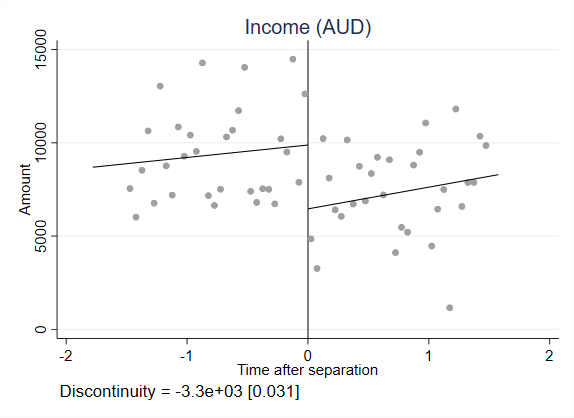 Income (AUD)
15000
10000
5000
0
Amount
-2
-1
0
1
2
Time after separation
Discontinuity = -3.3e+03 [0.031]